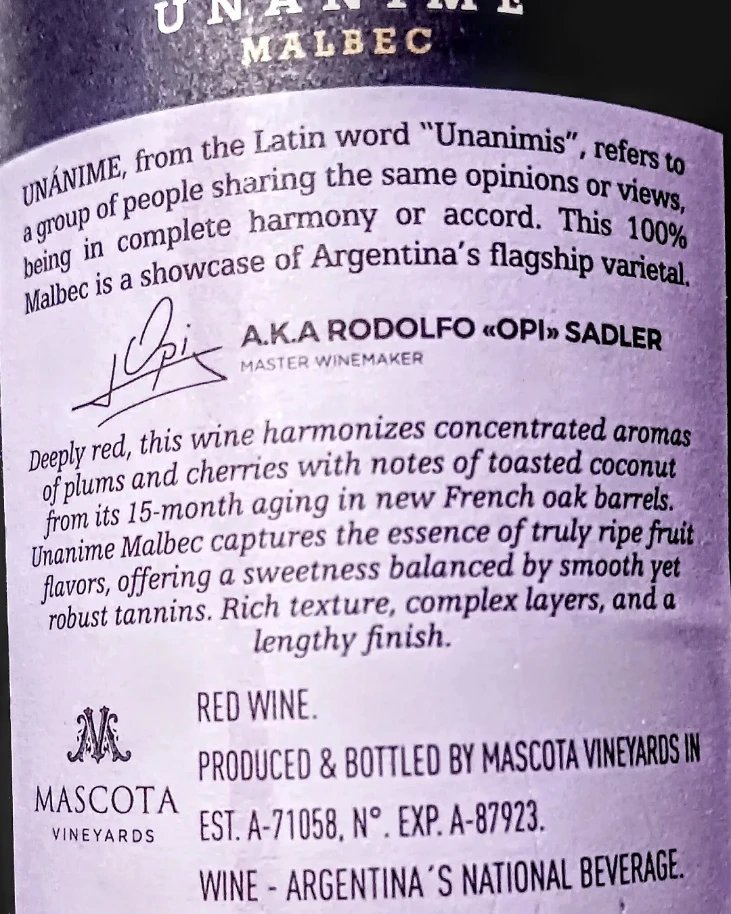 UNANIME
MALBEC
UNÁNIME, from the Latin word "Unanimis", refers to
a group of people sharing the same opinions or views,
being in complete harmony or accord. This 100%
Malbec is a showcase of Argentina's flagship varietal.
Opi
A.K.A RODOLFO «OPI» SADLER
MASTER WINEMAKER
Deeply red, this wine harmonizes concentrated aromas
of plums and cherries with notes of toasted coconut
from its 15-month aging in new French oak barrels.
Unanime Malbec captures the essence of truly ripe fruit
flavors, offering a sweetness balanced by smooth yet
robust tannins. Rich texture, complex layers, and a
lengthy finish.
M
MASCOTA
VINEYARDS
RED WINE.
PRODUCED & BOTTLED BY MASCOTA VINEYARDS IN
EST. A-71058, N°. EXP. A-87923.
WINE - ARGENTINA´S NATIONAL BEVERAGE.